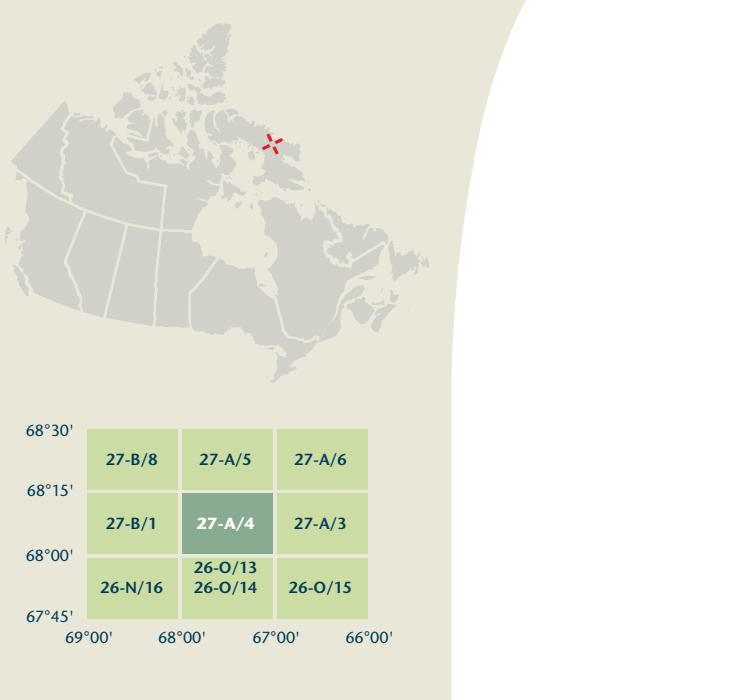 68°30'
27-B/8 27-A/5 27-A/6
68°15'
27-B/1 27-A/4 27-A/3
68°00'
26-O/13
26-N/16 26-O/14 26-O/15
67°45'
69°00' 68°00' 67°00' 66°00'